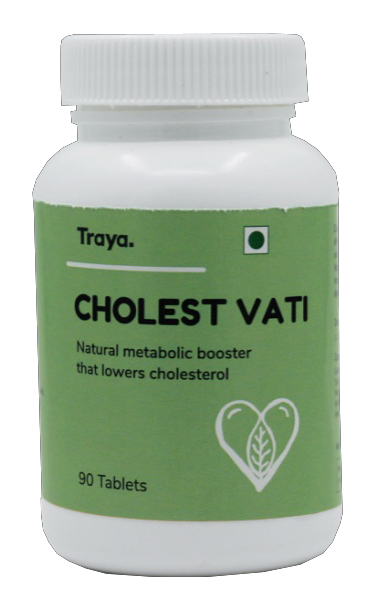 Traya.
CHOLEST VATI
Natural metabolic booster
that lowers cholesterol
90 Tablets